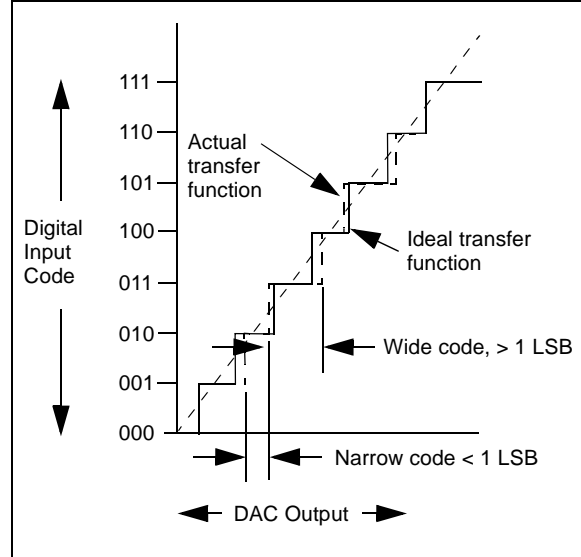 111
110
101
100
011
010
001
000
Digital
Input
Code
Actual
transfer
function
Ideal transfer
function
Wide code, > 1 LSB
Narrow code < 1 LSB
DAC Output